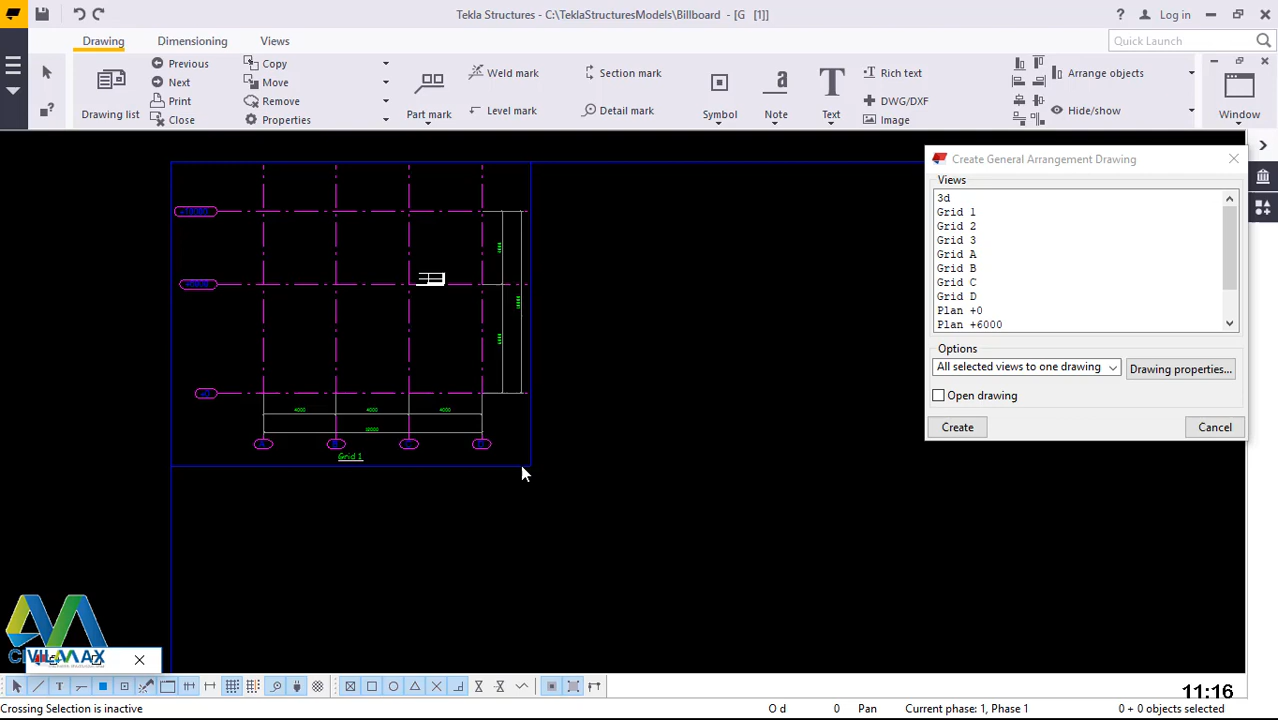 Tekla Structures - C:\TeklaStructuresModels\Billboard - [G [1]]
Log in
Drawing
Dimensioning
Views
Quick Launch
Drawing list
Previous
Next
Print
Close
Copy
Move
Remove
Properties
Part mark
Weld mark
Level mark
Section mark
Detail mark
Symbol
Note
Text
Rich text
DWG/DXF
Image
Arrange objects
Hide/show
Window
Create General Arrangement Drawing
Views
3d
Grid 1
Grid 2
Grid 3
Grid A
Grid B
Grid C
Grid D
Plan +0
Plan +6000
Options
All selected views to one drawing
Drawing properties...
Open drawing
Create
Cancel
4000
4000
4000
12000
Grid 1
CIVILMAX
11:16
Crossing Selection is inactive
O d
0
Pan
Current phase: 1, Phase 1
0 + 0 objects selected